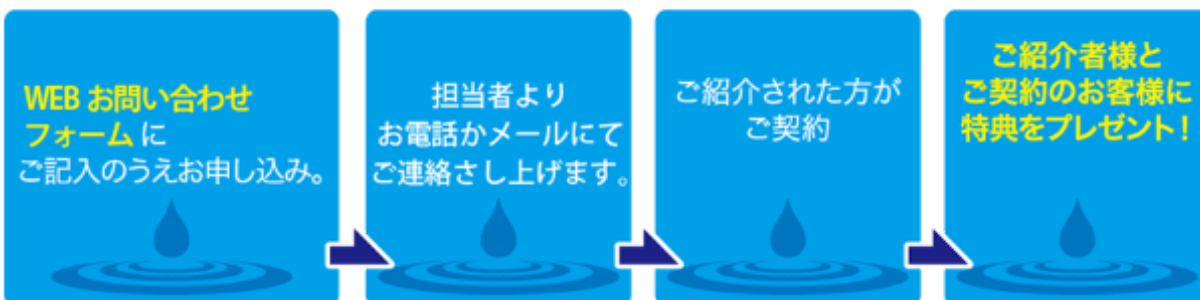 WEB お問い合わせ
フォームに
ご記入のうえお申し込み。
担当者より
お電話かメールにて
ご連絡さし上げます。
ご紹介された方が
ご契約
ご紹介者様と
ご契約のお客様に
特典をプレゼント！